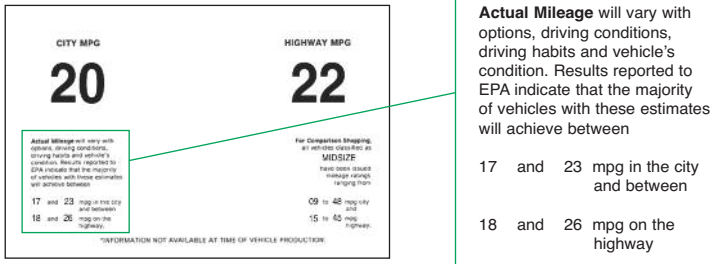 CITY MPG
20
HIGHWAY MPG
22
Actual Mileage will vary with
options, driving conditions,
driving habits and vehicle's
condition. Results reported to
EPA indicate that the majority
of vehicles with these estimates
will achieve between
17 and 23 mpg in the city
and between
18 and 26 mpg on the
highway.
For Comparison Shopping,
all vehicles classified as
MIDSIZE
have been issued
mileage ratings
ranging from
09 to 48 mpg city
and
15 to 45 mpg
highway.
*INFORMATION NOT AVAILABLE AT TIME OF VEHICLE PRODUCTION.
Actual Mileage will vary with
options, driving conditions,
driving habits and vehicle's
condition. Results reported to
EPA indicate that the majority
of vehicles with these estimates
will achieve between
17 and 23 mpg in the city
and between
18 and 26 mpg on the
highway